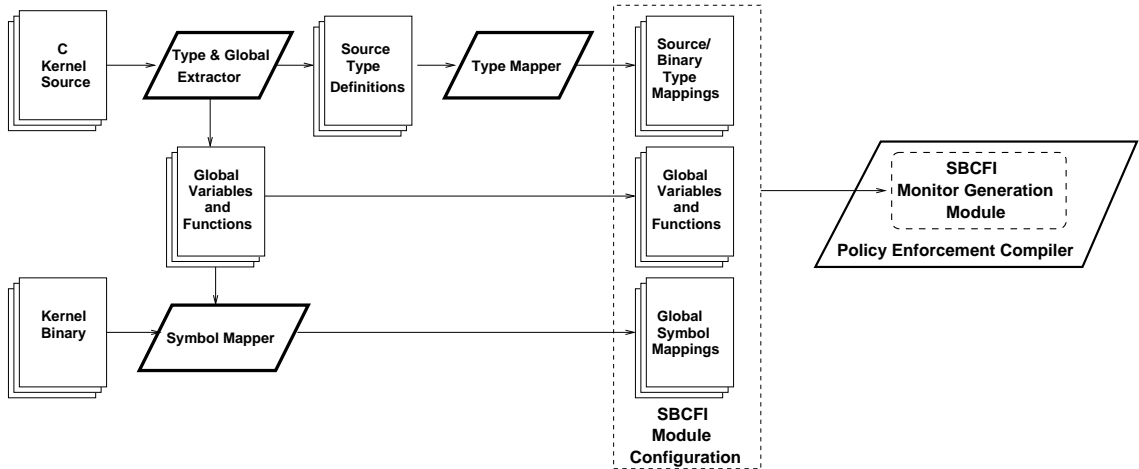 C
Kernel
Source
Type & Global
Extractor
Source
Type
Definitions
Type Mapper
Source/
Binary
Type
Mappings
Global
Variables
and
Functions
Global
Variables
and
Functions
SBCFI
Monitor Generation
Module
Policy Enforcement Compiler
Kernel
Binary
Symbol Mapper
Global
Symbol
Mappings
SBCFI
Module
Configuration